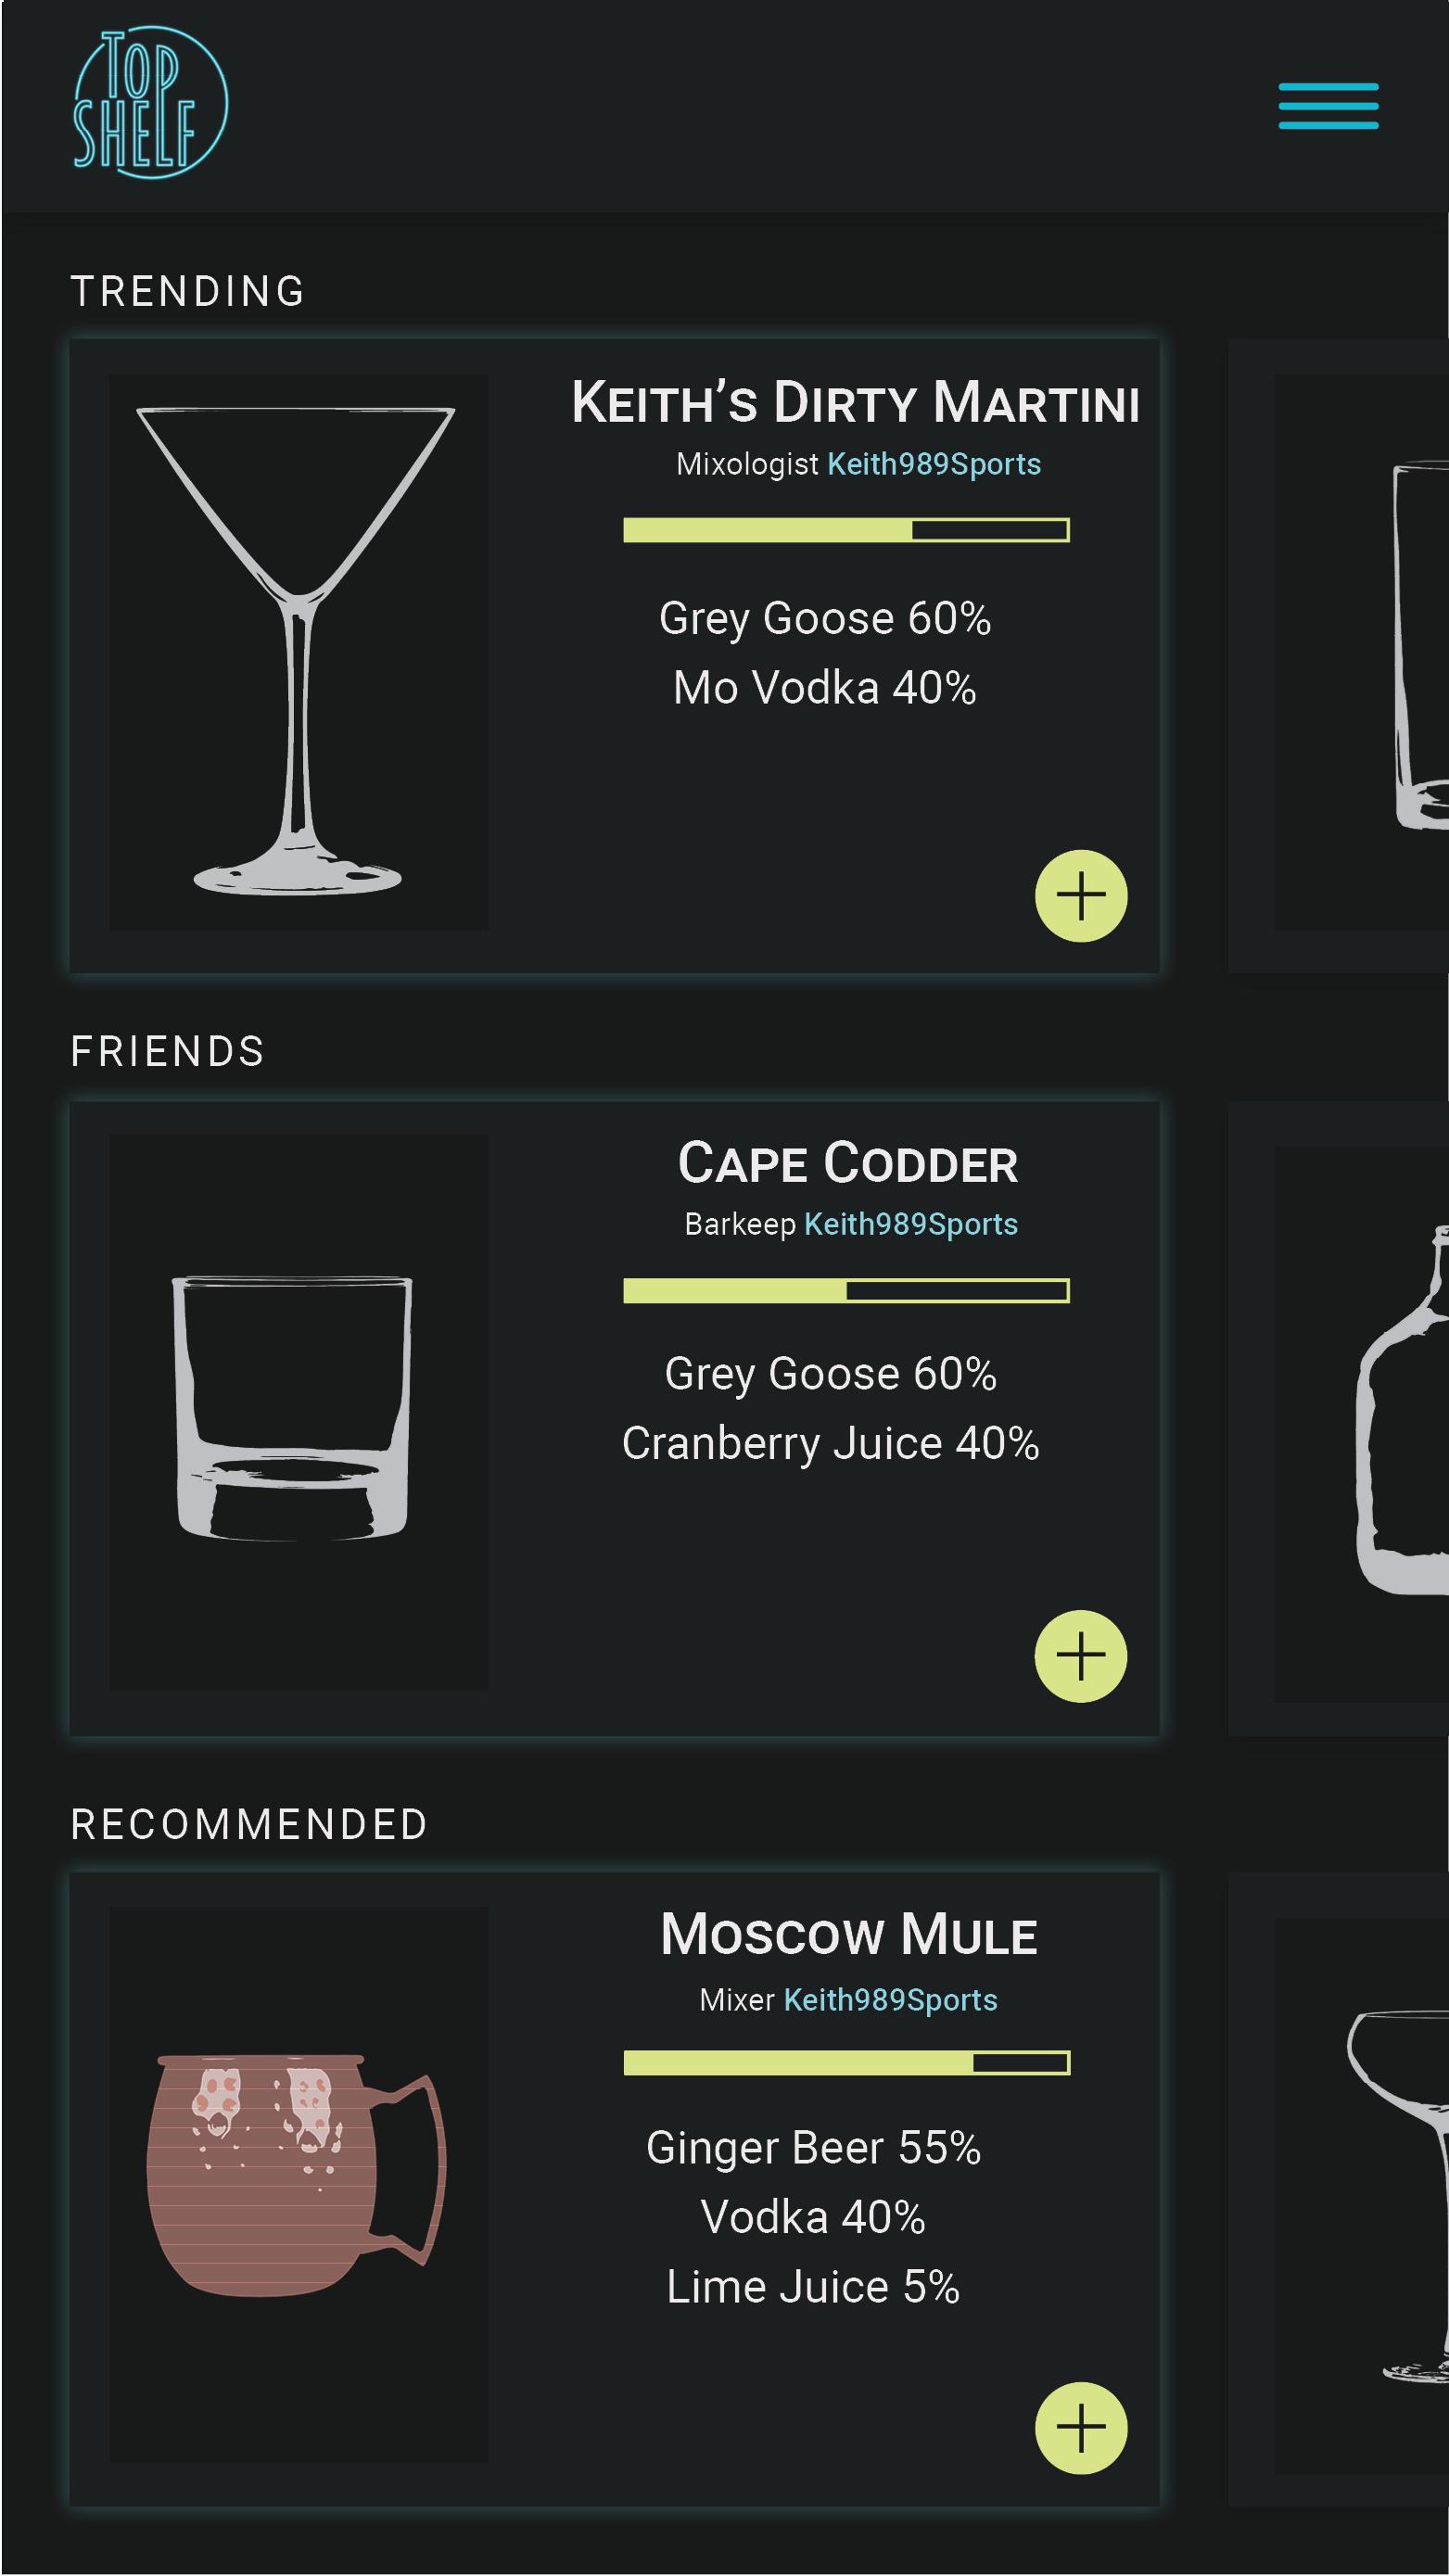 TOP
SHELF
TRENDING
KEITH’S DIRTY MARTINI
Mixologist Keith989Sports
Grey Goose 60%
Mo Vodka 40%
FRIENDS
CAPE CODDER
Barkeep Keith989Sports
Grey Goose 60%
Cranberry Juice 40%
RECOMMENDED
MOSCOW MULE
Mixer Keith989Sports
Ginger Beer 55%
Vodka 40%
Lime Juice 5%